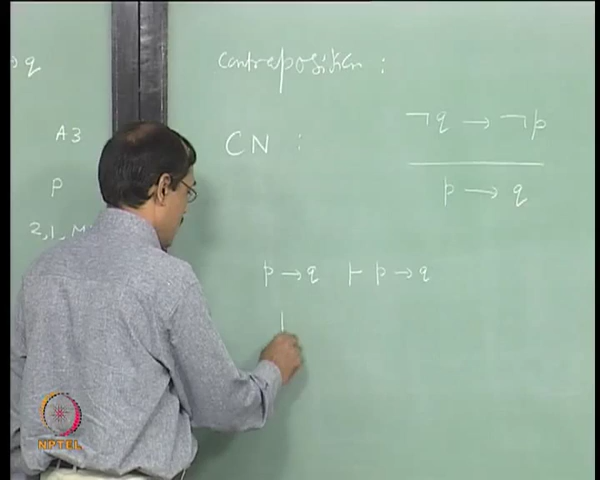 → q
A3
P
2, 1, M
Contraposition :
CN :
¬q → ¬p
p → q
p → q ⊢ p → q
NPTEL